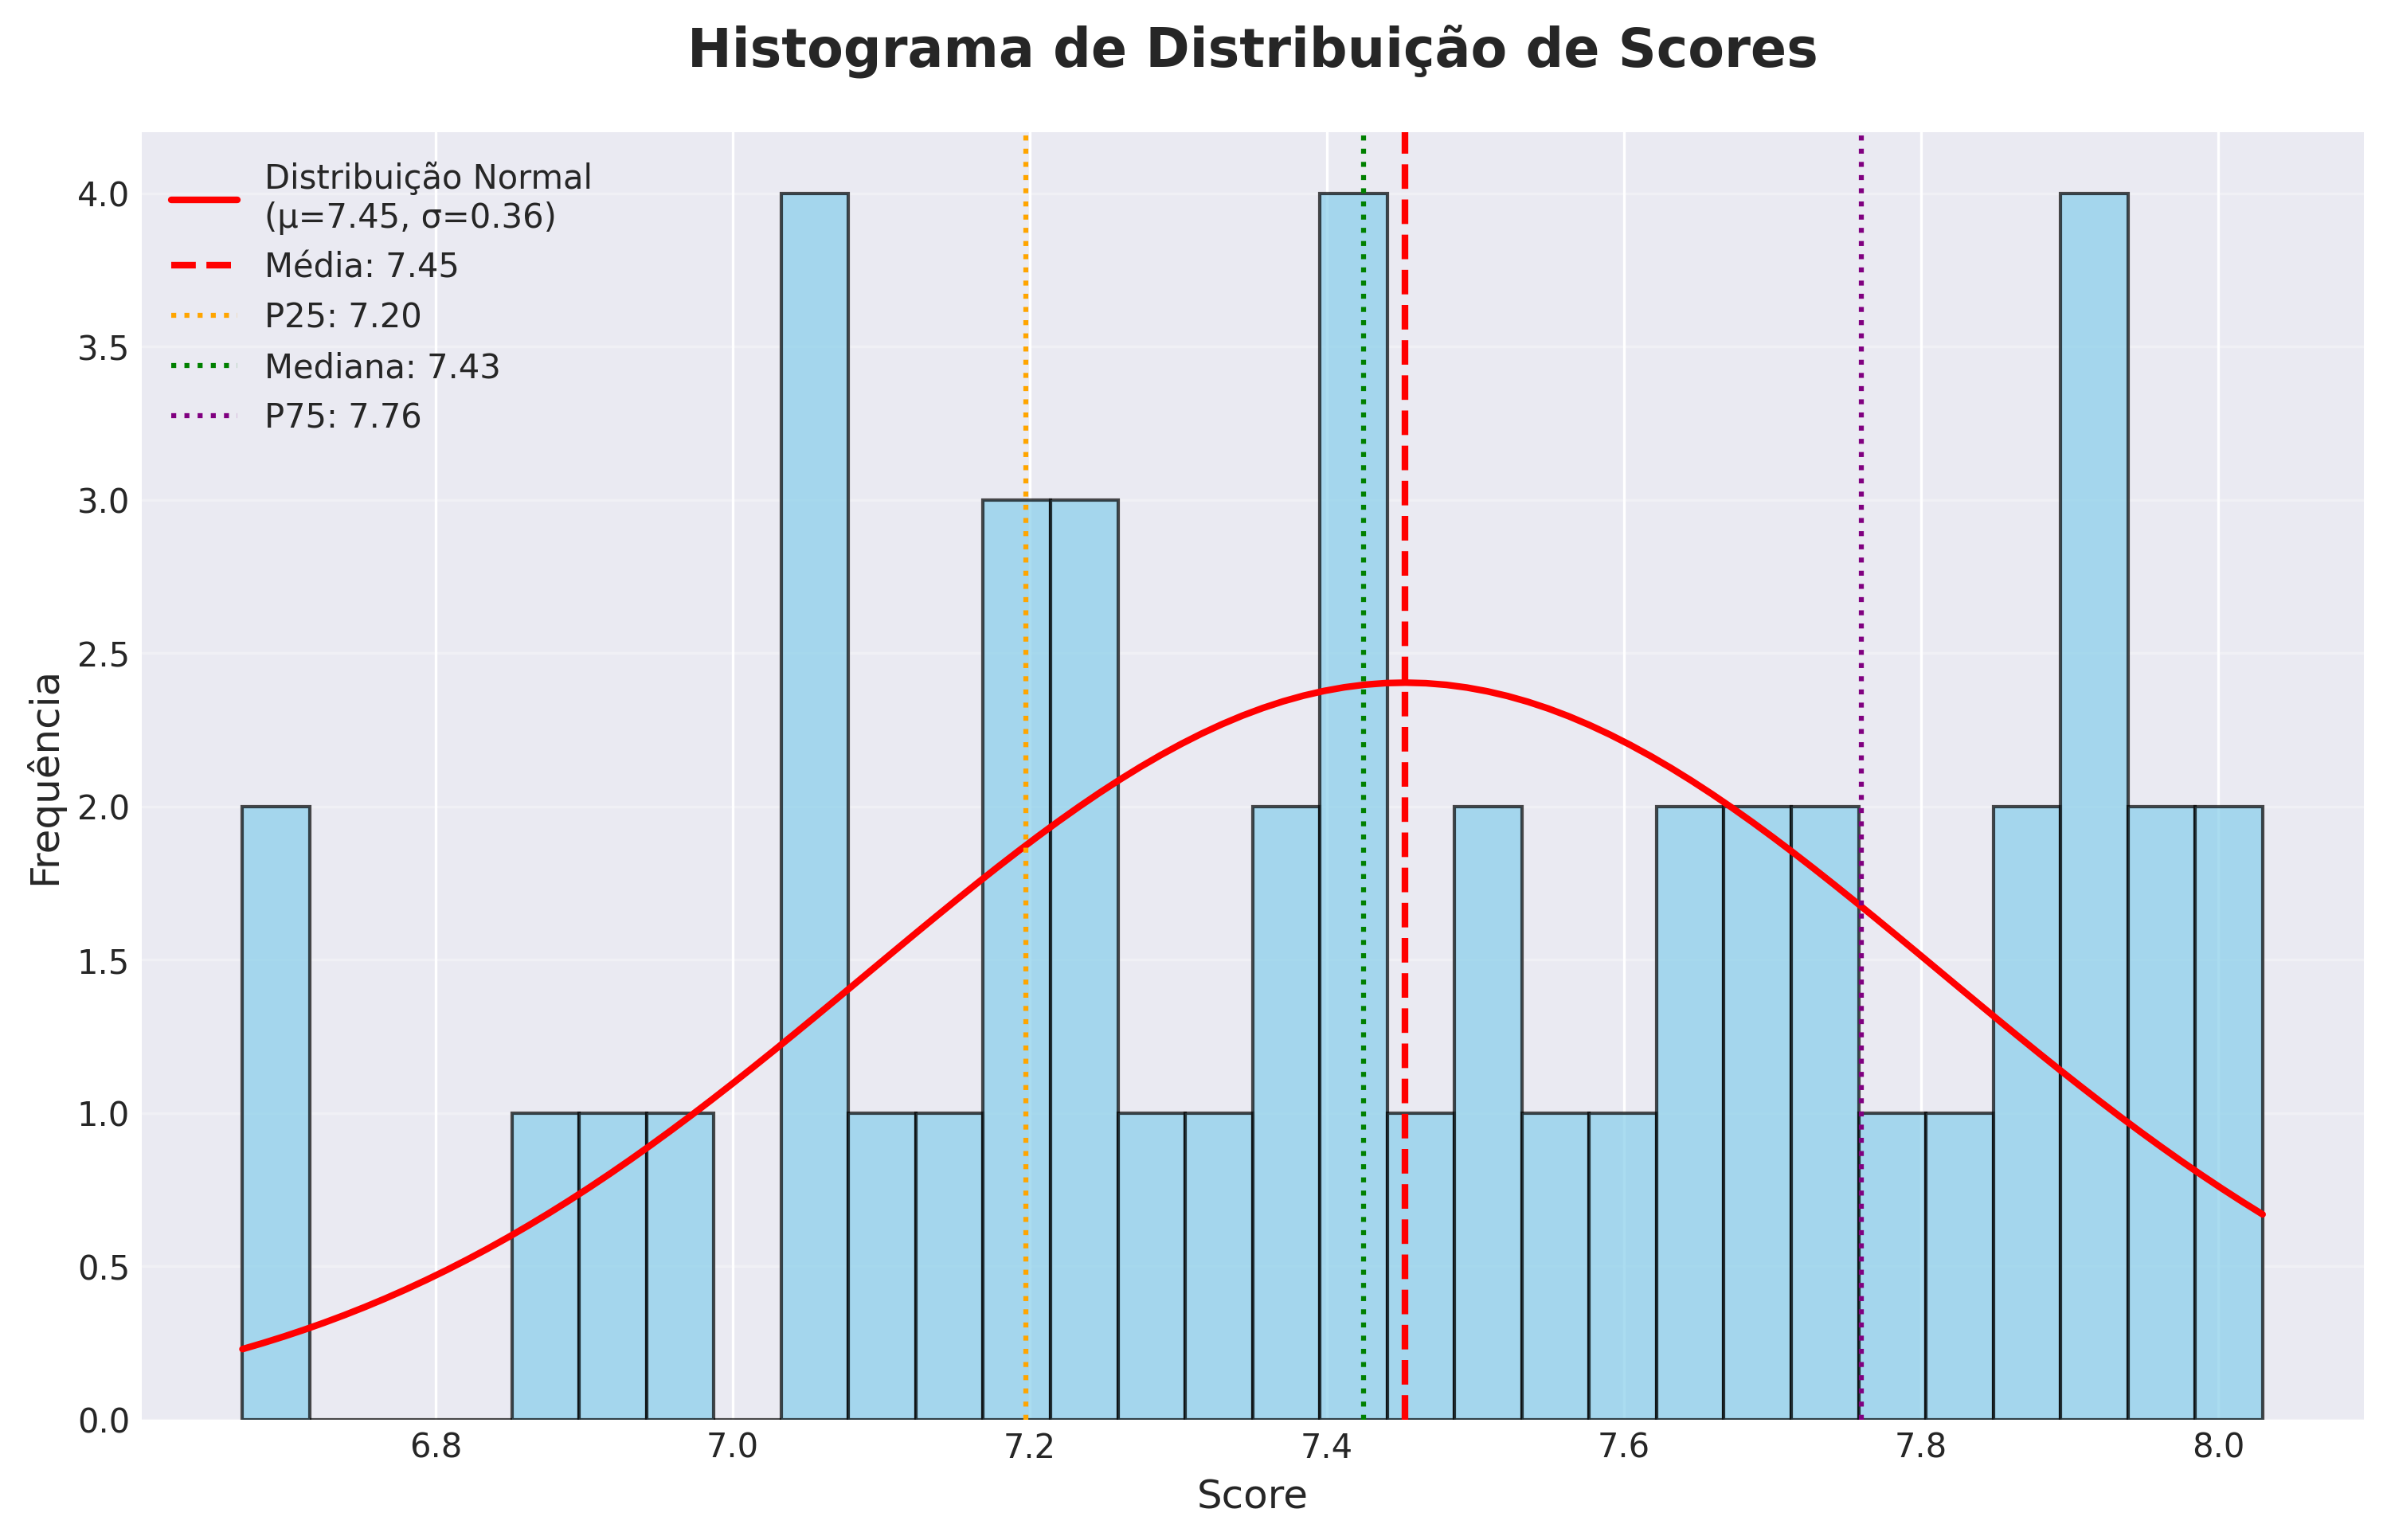 Histograma de Distribuição de Scores
Distribuição Normal
(μ=7.45, σ=0.36)
Média: 7.45
P25: 7.20
Mediana: 7.43
P75: 7.76
Frequência
4.0
3.5
3.0
2.5
2.0
1.5
1.0
0.5
0.0
6.8 7.0 7.2 7.4 7.6 7.8 8.0
Score